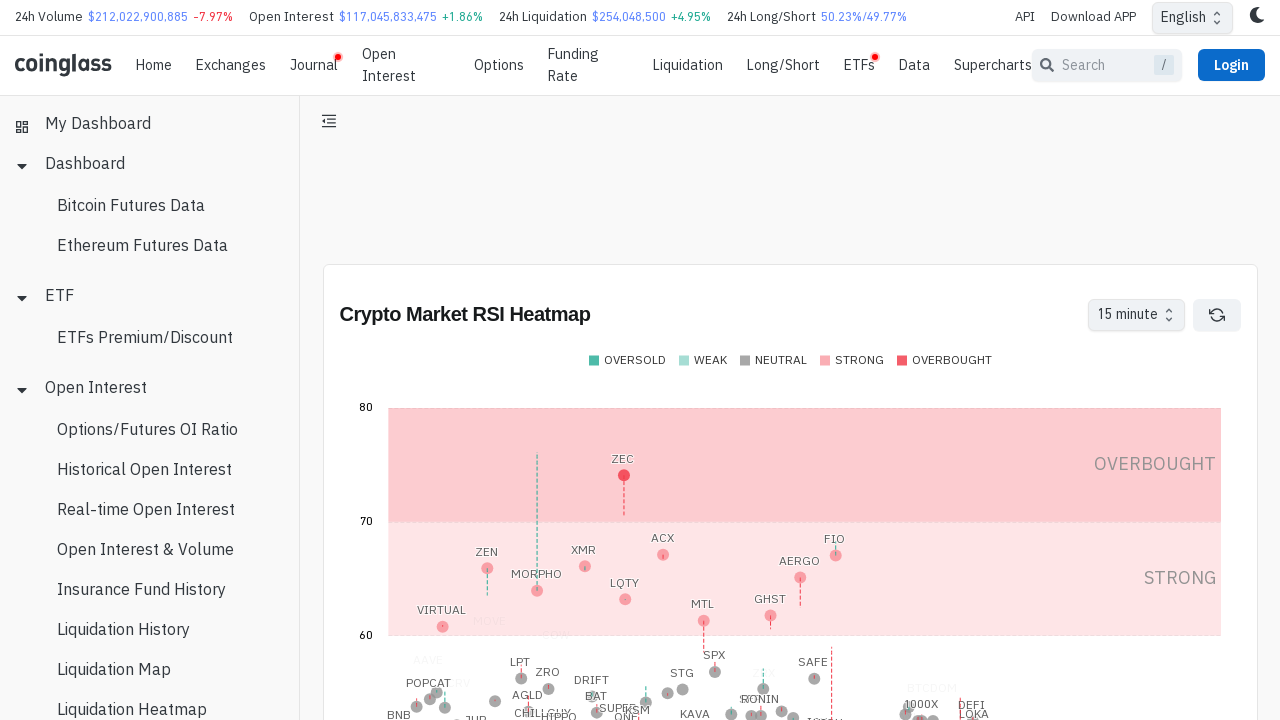 24h Volume $212,022,900,885 -7.97% Open Interest $117,045,833,475 +1.86% 24h Liquidation $254,048,500 +4.95% 24h Long/Short 50.23%/49.77% API Download APP English
coinglass Home Exchanges Journal Open Interest Options Funding Rate Liquidation Long/Short ETFs Data Supercharts Search / Login
My Dashboard
Dashboard
Bitcoin Futures Data
Ethereum Futures Data
ETF
ETFs Premium/Discount
Open Interest
Options/Futures OI Ratio
Historical Open Interest
Real-time Open Interest
Open Interest & Volume
Insurance Fund History
Liquidation History
Liquidation Map
Liquidation Heatmap
Crypto Market RSI Heatmap 15 minute
OVERSOLD WEAK NEUTRAL STRONG OVERBOUGHT
80
ZEC
OVERBOUGHT
70
ACX
FIO
ZEN
XMR
AERGO
MORPHO
STRONG
LQTY
GHST
MTL
VIRTUAL
MOVE
60
SPX
AAVE
LPT
SAFE
ZRO
STG
DRIFT
POPCAT
BTCDOM
AGLD
BAT
RONIN
1000X
DEFI
SUPER
KSM
BNB
CHILLGUY
HIPPO
KAVA
IOTA
JUP